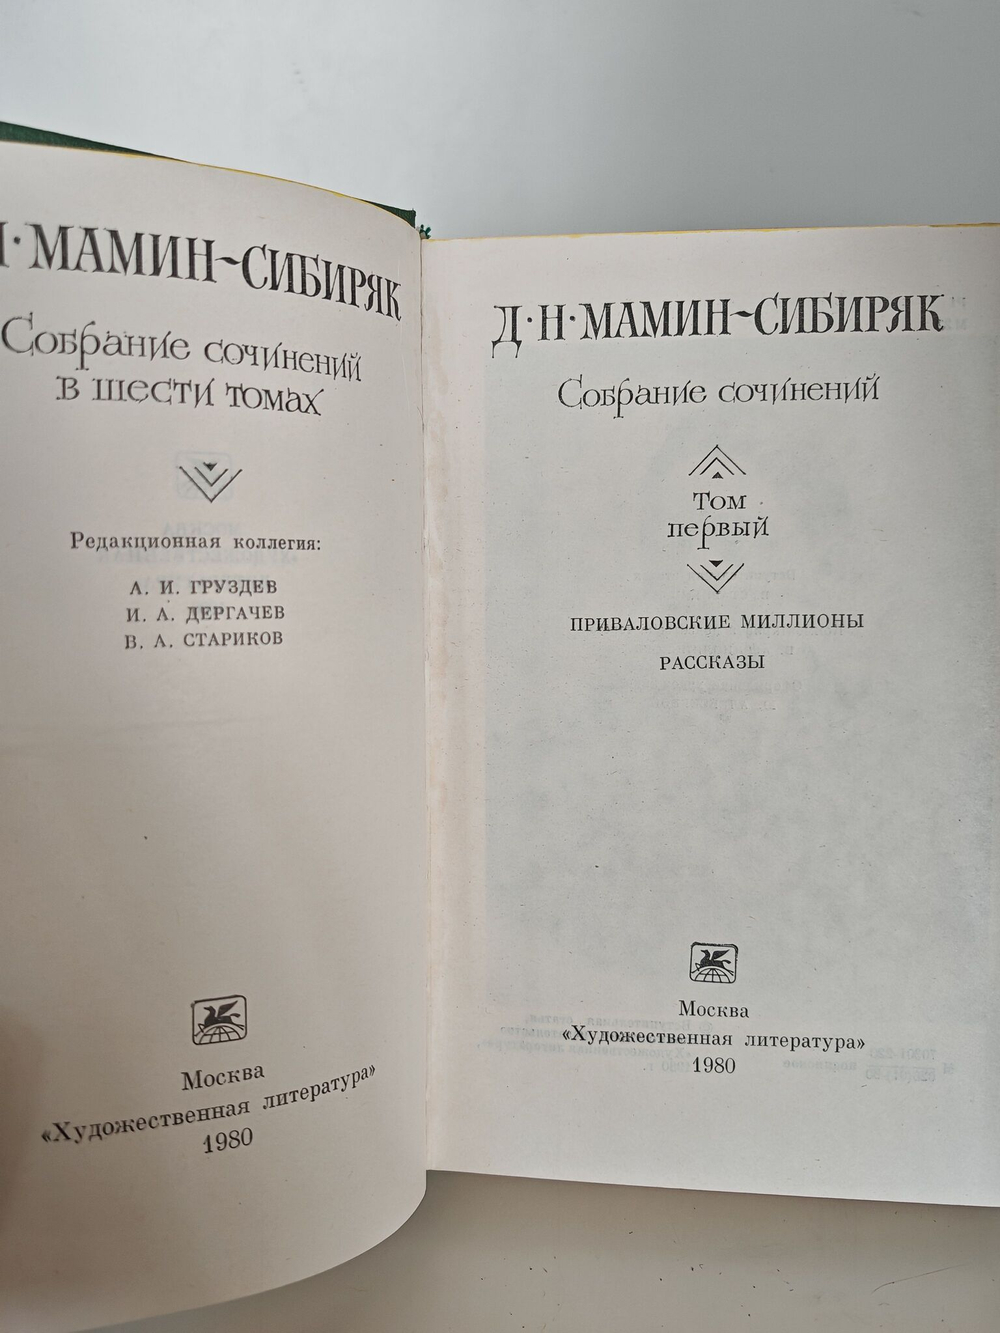 Н·МАМИН~СИБИРЯК
Собрание сочинений
в шести томах
Редакционная коллегия:
А. И. ГРУЗДЕВ
И. А. ДЕРГАЧЕВ
В. А. СТАРИКОВ
Москва
«Художественная литература»
1980
Д·Н·МАМИН~СИБИРЯК
Собрание сочинений
Том
первый
ПРИВАЛОВСКИЕ МИЛЛИОНЫ
РАССКАЗЫ
Москва
«Художественная литература»
1980